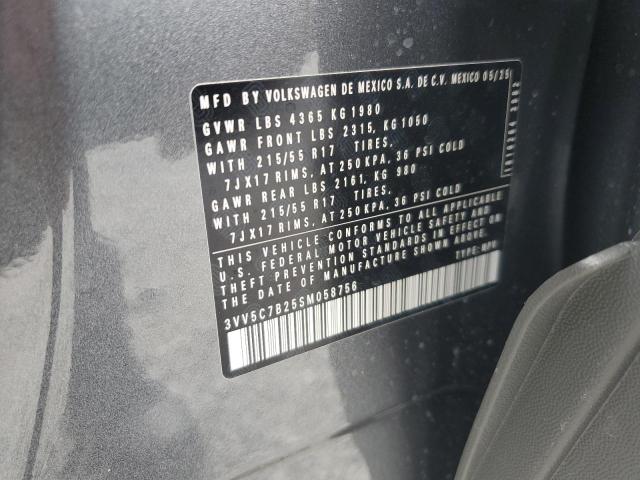 MFD BY VOLKSWAGEN DE MEXICO S.A. DE C.V. MEXICO 05/25
GVWR LBS 4365 KG 1980
GAWR FRONT LBS 2315, KG 1050
WITH 215/55 R17 TIRES,
7JX17 RIMS, AT 250 KPA, 36 PSI COLD
GAWR REAR LBS 2161, KG 980
WITH 215/55 R17 TIRES,
7JX17 RIMS, AT 250 KPA, 36 PSI COLD
THIS VEHICLE CONFORMS TO ALL APPLICABLE
U.S. FEDERAL MOTOR VEHICLE SAFETY AND
THEFT PREVENTION STANDARDS IN EFFECT ON
THE DATE OF MANUFACTURE SHOWN ABOVE.
3VV5C7B25SM058756
TYPE: MPV